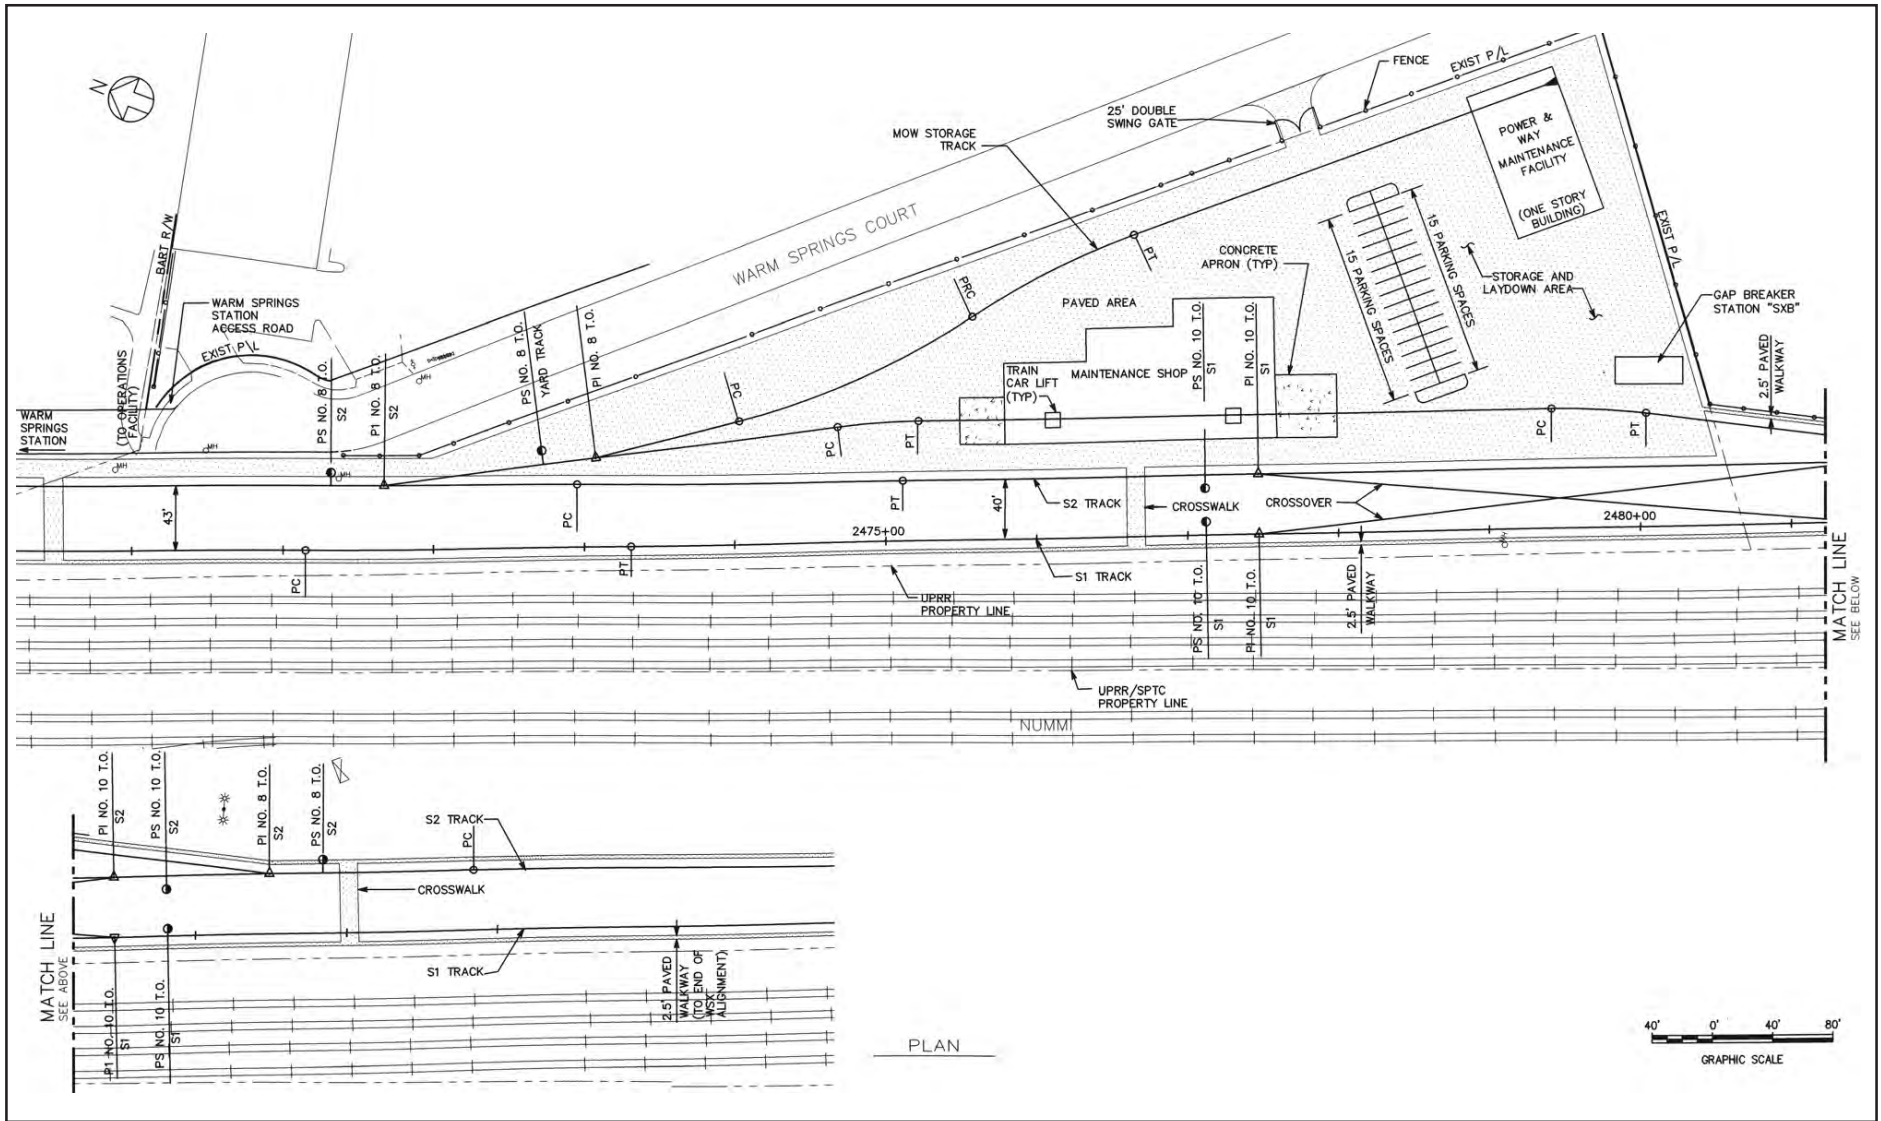 N
FENCE
EXIST P/L
25' DOUBLE
SWING GATE
MOW STORAGE
TRACK
POWER &
WAY
MAINTENANCE
FACILITY
(ONE STORY
BUILDING)
WARM SPRINGS COURT
BART R/W
WARM SPRINGS
STATION
ACCESS ROAD
EXIST P/L
(TO OPERATIONS
FACILITY)
WARM
SPRINGS
STATION
PS NO. 8 T.O.
S2
P1 NO. 8 T.O.
S2
MH
MH
MH
MH
PS NO. 8 T.O.
YARD TRACK
PI NO. 8 T.O.
PC
PRC
PT
PAVED AREA
CONCRETE
APRON (TYP)
15 PARKING SPACES
15 PARKING SPACES
STORAGE AND
LAYDOWN AREA
EXIST P/L
GAP BREAKER
STATION "SXB"
2.5' PAVED
WALKWAY
TRAIN
CAR LIFT
(TYP)
MAINTENANCE SHOP
PS NO. 10 T.O.
S1
PI NO. 10 T.O.
S1
PC
PT
PC
PT
43'
PC
PT
40'
S2 TRACK
CROSSWALK
CROSSOVER
2475+00
2480+00
PC
PT
S1 TRACK
UPRR
PROPERTY LINE
PS NO. 10 T.O.
S1
PI NO. 10 T.O.
S1
2.5' PAVED
WALKWAY
MATCH LINE
SEE BELOW
UPRR/SPTC
PROPERTY LINE
NUMMI
PI NO. 10 T.O.
S2
PS NO. 10 T.O.
S2
PI NO. 8 T.O.
S2
PS NO. 8 T.O.
S2
S2 TRACK
PC
CROSSWALK
MATCH LINE
SEE ABOVE
S1 TRACK
P1 NO. 10 T.O.
S1
PS NO. 10 T.O.
S1
2.5' PAVED
WALKWAY
(TO END OF
WSX
ALIGNMENT)
PLAN
40' 0' 40' 80'
GRAPHIC SCALE